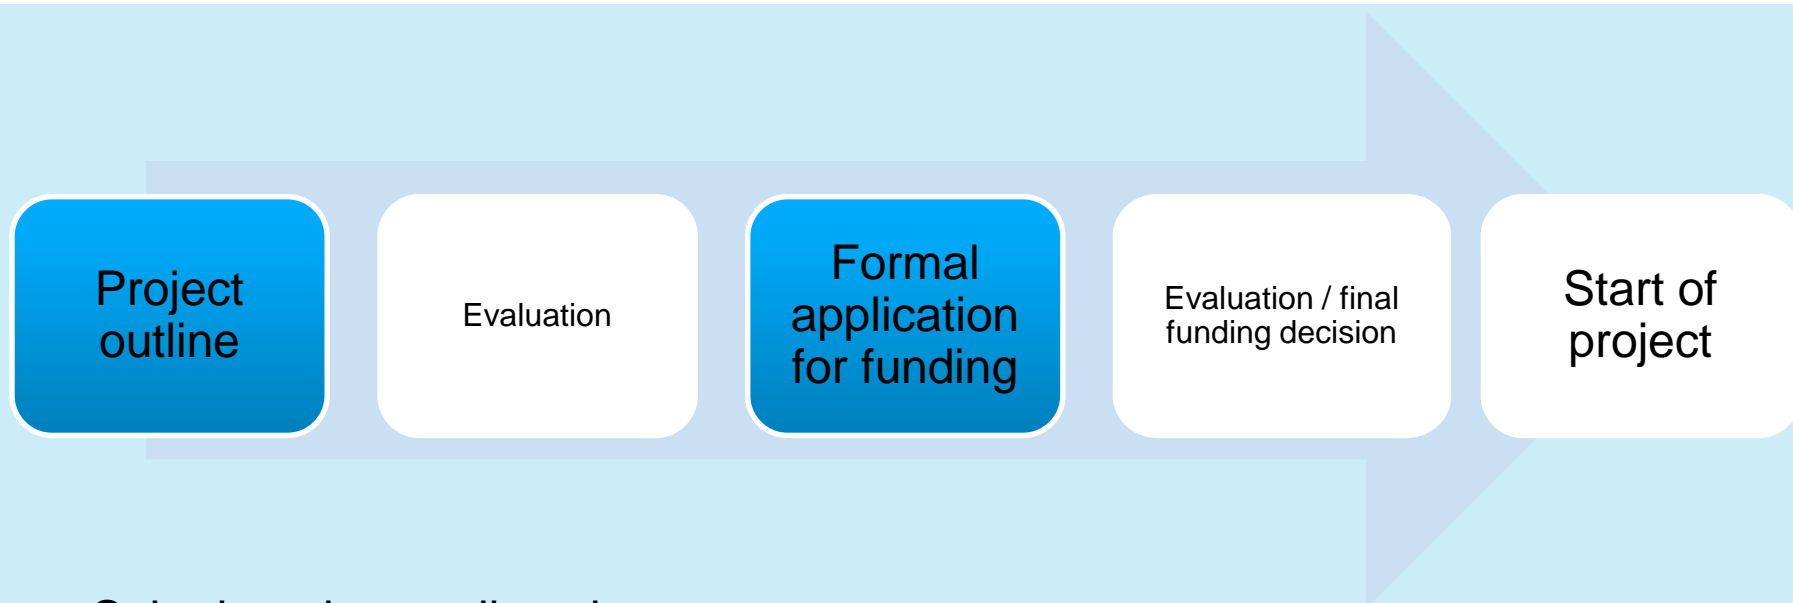 Project
outline
Evaluation
Formal
application
for funding
Evaluation / final
funding decision
Start of
project